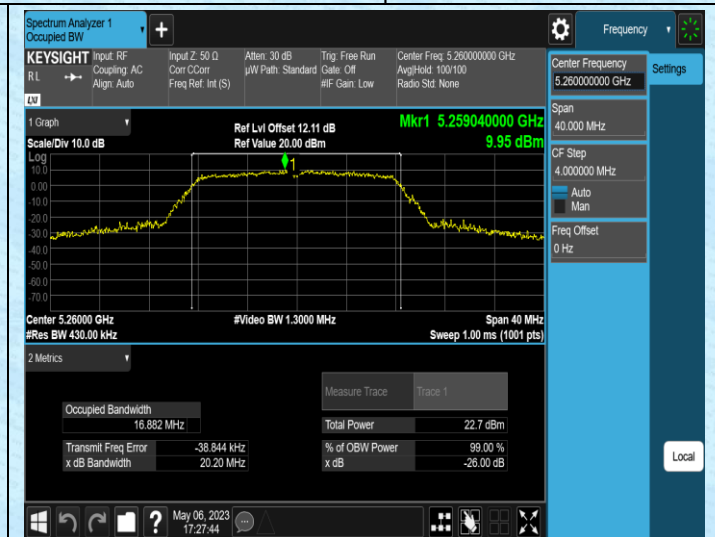 Spectrum Analyzer 1
Occupied BW
Frequency
KEYSIGHT
R L
LXI
Input: RF
Coupling: AC
Align: Auto
Input Z: 50 Ω
Corr CCorr
Freq Ref: Int (S)
Atten: 30 dB
µW Path: Standard
Trig: Free Run
Gate: Off
#IF Gain: Low
Center Freq: 5.260000000 GHz
Avg|Hold: 100/100
Radio Std: None
1 Graph
Scale/Div 10.0 dB
Ref Lvl Offset 12.11 dB
Ref Value 20.00 dBm
Mkr1 5.259040000 GHz
9.95 dBm
Log
10.0
0.00
-10.0
-20.0
-30.0
-40.0
-50.0
-60.0
-70.0
1
Center 5.26000 GHz
#Res BW 430.00 kHz
#Video BW 1.3000 MHz
Span 40 MHz
Sweep 1.00 ms (1001 pts)
2 Metrics
Measure Trace
Trace 1
Occupied Bandwidth
16.882 MHz
Total Power
22.7 dBm
Transmit Freq Error
-38.844 kHz
% of OBW Power
99.00 %
x dB Bandwidth
20.20 MHz
x dB
-26.00 dB
Center Frequency
5.260000000 GHz
Settings
Span
40.000 MHz
CF Step
4.000000 MHz
Auto
Man
Freq Offset
0 Hz
Local
?
May 06, 2023
17:27:44